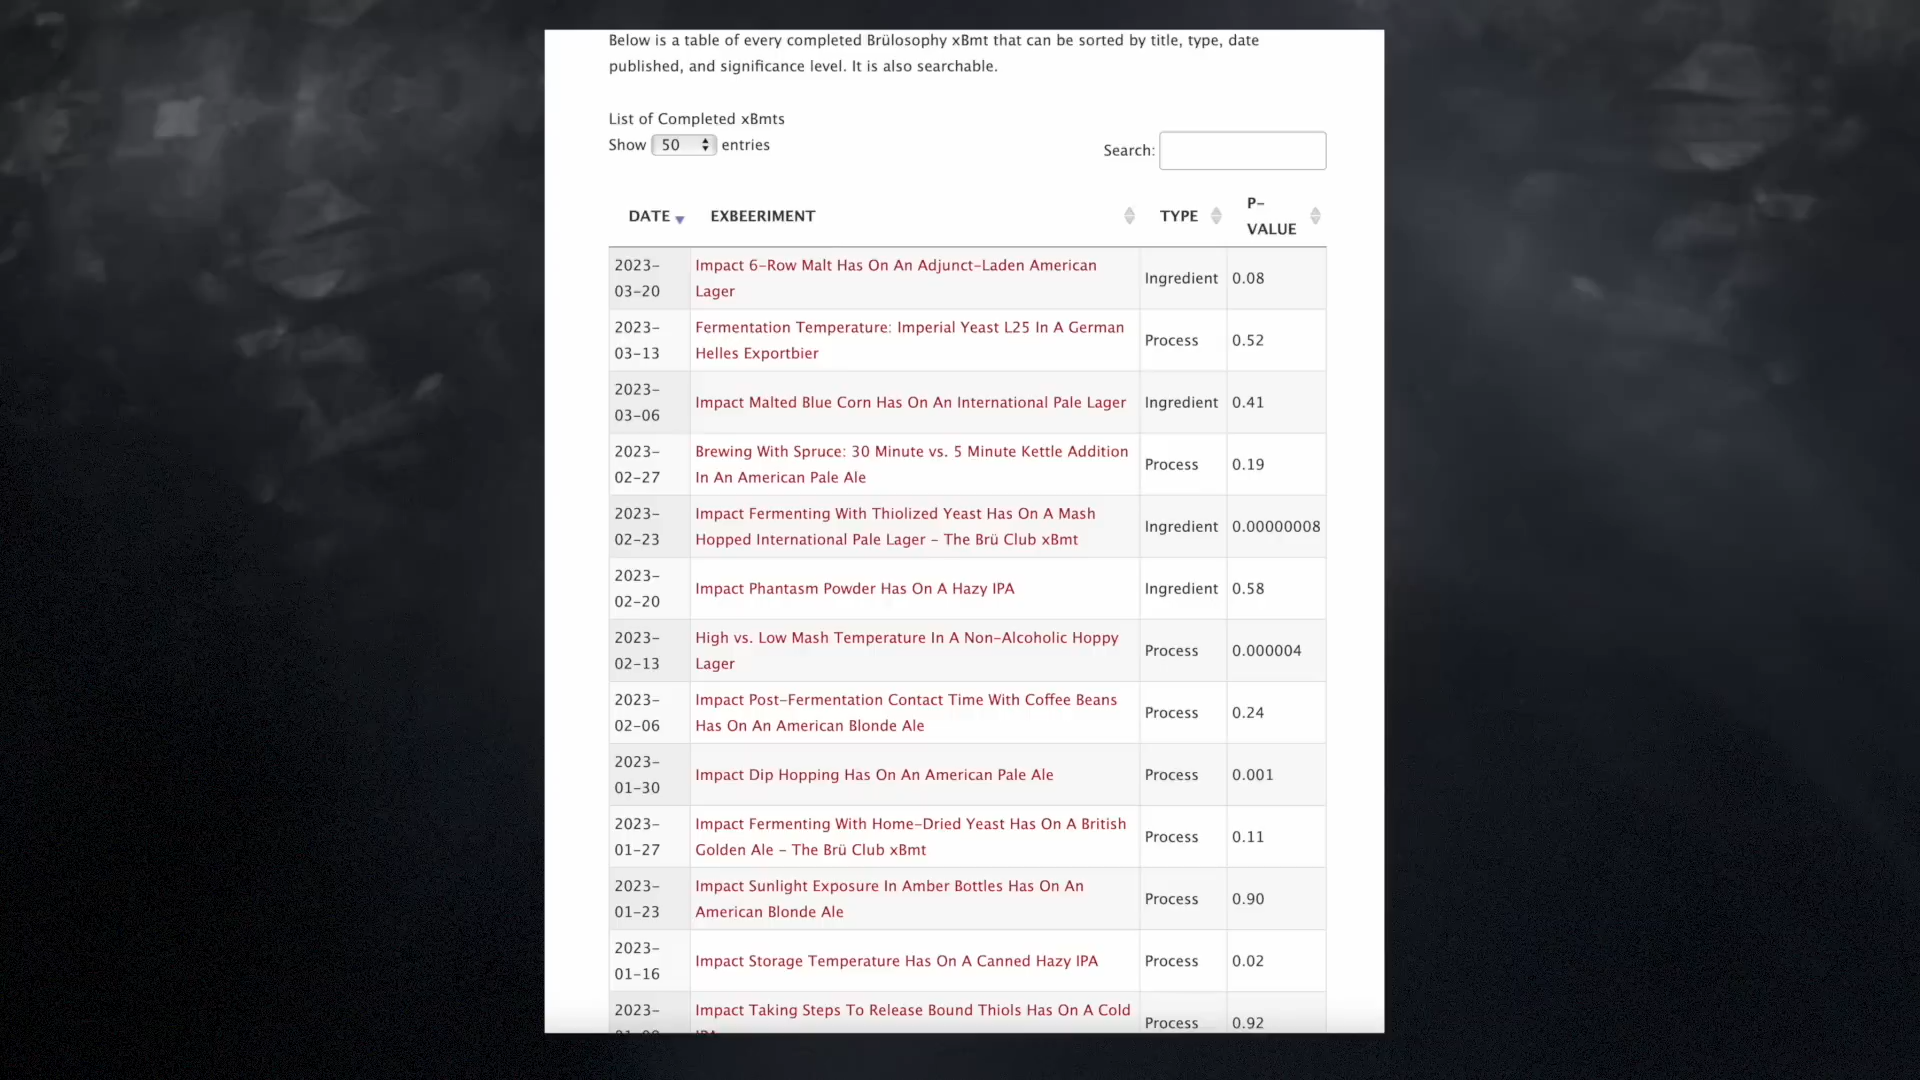 Below is a table of every completed Brülosophy xBmt that can be sorted by title, type, date
published, and significance level. It is also searchable.
List of Completed xBmts
Show 50 entries
Search:
DATE EXBEERIMENT TYPE P-
VALUE
2023-
03-20
Impact 6-Row Malt Has On An Adjunct-Laden American
Lager
Ingredient
0.08
2023-
03-13
Fermentation Temperature: Imperial Yeast L25 In A German
Helles Exportbier
Process
0.52
2023-
03-06
Impact Malted Blue Corn Has On An International Pale Lager
Ingredient
0.41
2023-
02-27
Brewing With Spruce: 30 Minute vs. 5 Minute Kettle Addition
In An American Pale Ale
Process
0.19
2023-
02-23
Impact Fermenting With Thiolized Yeast Has On A Mash
Hopped International Pale Lager - The Brü Club xBmt
Ingredient
0.00000008
2023-
02-20
Impact Phantasm Powder Has On A Hazy IPA
Ingredient
0.58
2023-
02-13
High vs. Low Mash Temperature In A Non-Alcoholic Hoppy
Lager
Process
0.000004
2023-
02-06
Impact Post-Fermentation Contact Time With Coffee Beans
Has On An American Blonde Ale
Process
0.24
2023-
01-30
Impact Dip Hopping Has On An American Pale Ale
Process
0.001
2023-
01-27
Impact Fermenting With Home-Dried Yeast Has On A British
Golden Ale - The Brü Club xBmt
Process
0.11
2023-
01-23
Impact Sunlight Exposure In Amber Bottles Has On An
American Blonde Ale
Process
0.90
2023-
01-16
Impact Storage Temperature Has On A Canned Hazy IPA
Process
0.02
2023-
Impact Taking Steps To Release Bound Thiols Has On A Cold
Process
0.92